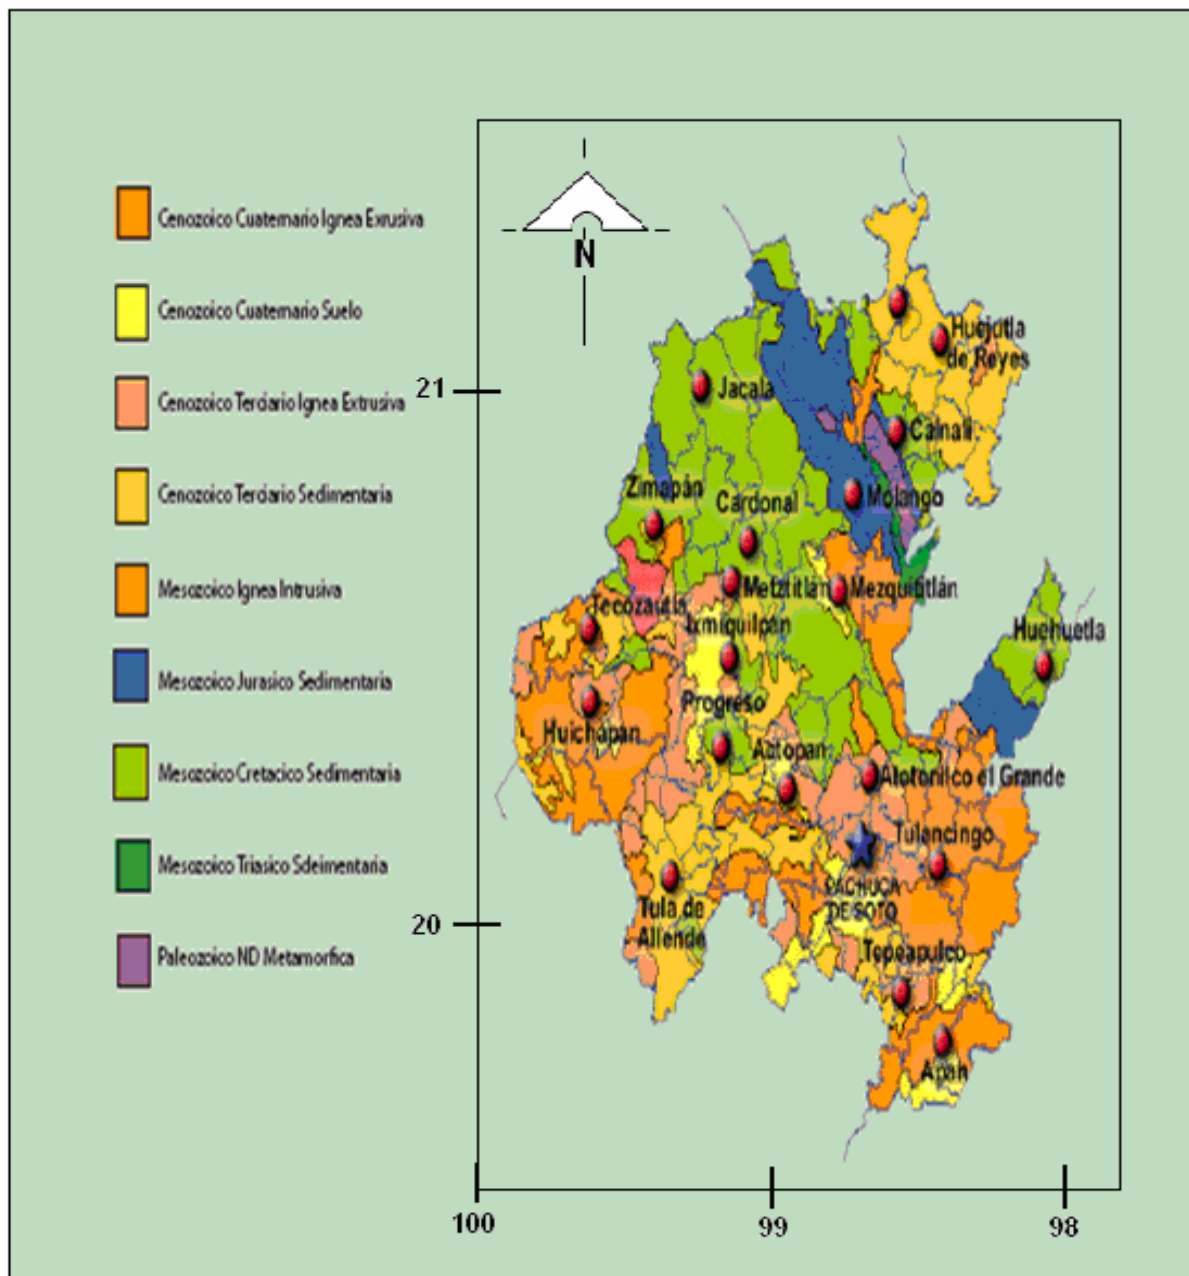 Cenozoico Cuaternario Ignea Exrusiva
Cenozoico Cuaternario Suelo
Cenozoico Terciario Ignea Extrusiva
Cenozoico Terciario Sedimentaria
Mesozoico Ignea Intrusiva
Mesozoico Jurasico Sedimentaria
Mesozoico Cretacico Sedimentaria
Mesozoico Triasico Sdeimentaria
Paleozoico ND Metamorfica
N
21
20
100
99
98
Huejutla
de Reyes
Jacala
Calnali
Zimapán
Cardonal
Molango
Metztitlán
Mezquititlán
Tecozautla
Ixmiquilpan
Huehuetla
Progreso
Huichapan
Actopan
Atotonilco el Grande
Tulancingo
PACHUCA
DE SOTO
Tula de
Allende
Tepeapulco
Apan